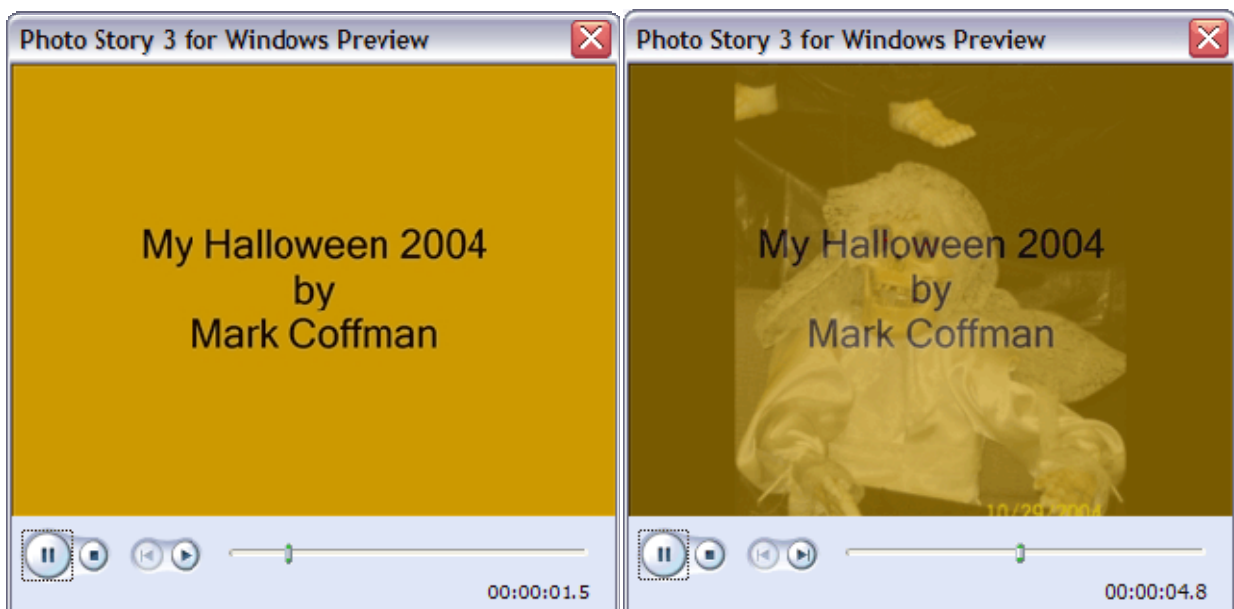 Photo Story 3 for Windows Preview
My Halloween 2004
by
Mark Coffman
00:00:01.5
Photo Story 3 for Windows Preview
My Halloween 2004
by
Mark Coffman
10/29/2004
00:00:04.8